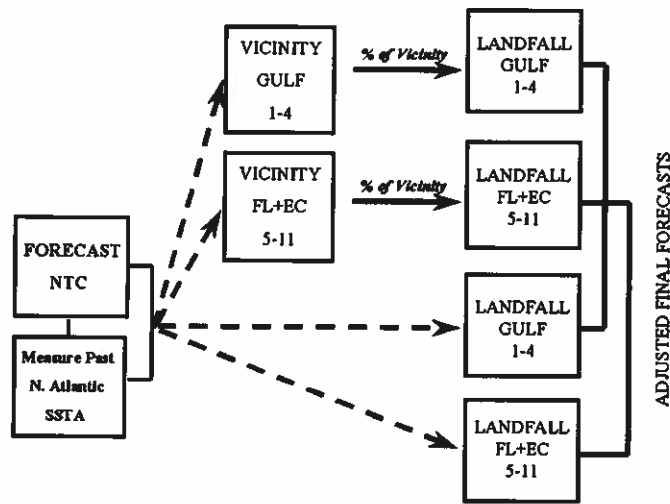 VICINITY
GULF
1-4
% of Vicinity
LANDFALL
GULF
1-4
VICINITY
FL+EC
5-11
% of Vicinity
LANDFALL
FL+EC
5-11
FORECAST
NTC
Measure Past
N. Atlantic
SSTA
LANDFALL
GULF
1-4
LANDFALL
FL+EC
5-11
ADJUSTED FINAL FORECASTS